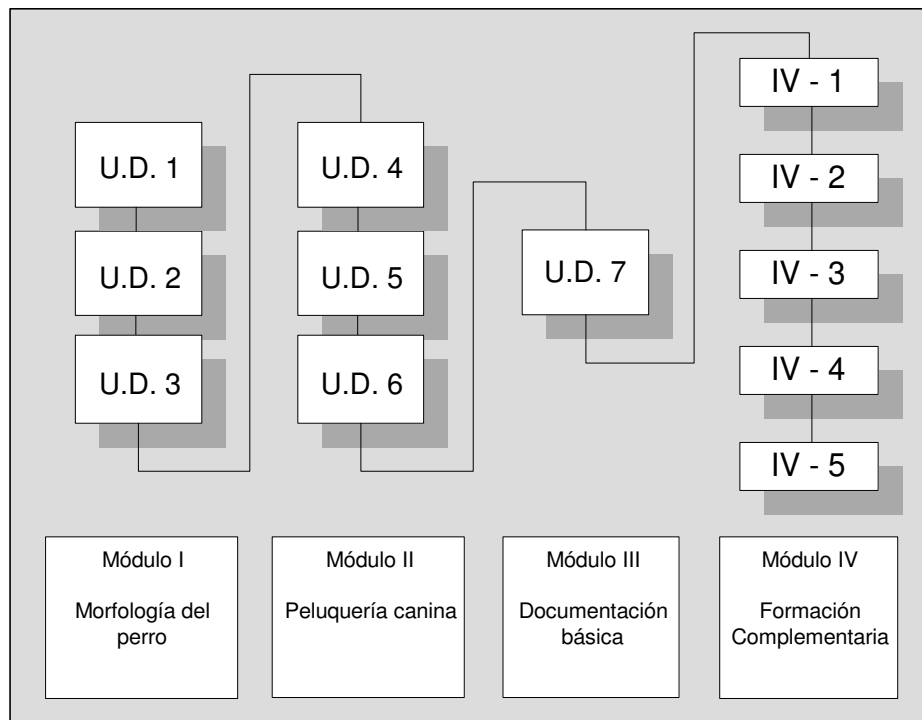 U.D. 1
U.D. 2
U.D. 3
U.D. 4
U.D. 5
U.D. 6
U.D. 7
IV - 1
IV - 2
IV - 3
IV - 4
IV - 5
Módulo I
Morfología del
perro
Módulo II
Peluquería canina
Módulo III
Documentación
básica
Módulo IV
Formación
Complementaria